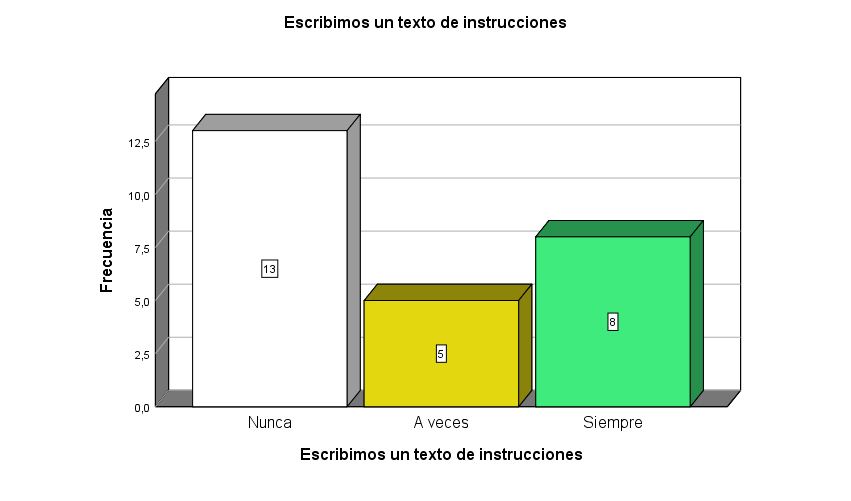 Escribimos un texto de instrucciones
Frecuencia
12,5
10,0
7,5
5,0
2,5
0,0
13
5
8
Nunca
A veces
Siempre
Escribimos un texto de instrucciones